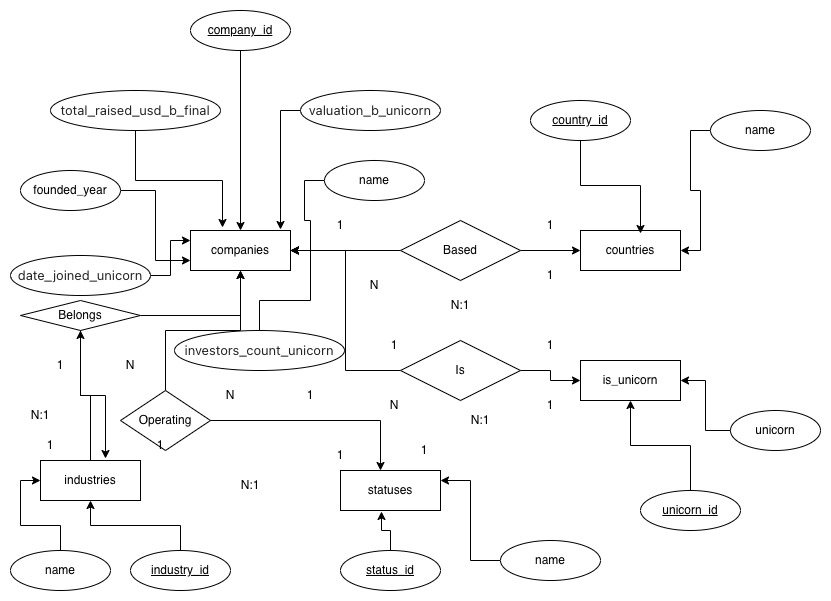 company_id
total_raised_usd_b_final
valuation_b_unicorn
country_id
name
name
founded_year
1
1
companies
Based
countries
date_joined_unicorn
1
N
N:1
Belongs
investors_count_unicorn
1
1
1
N
Is
is_unicorn
N
1
N
1
N:1
Operating
N:1
unicorn
1
1
1
1
industries
N:1
statuses
unicorn_id
name
industry_id
status_id
name